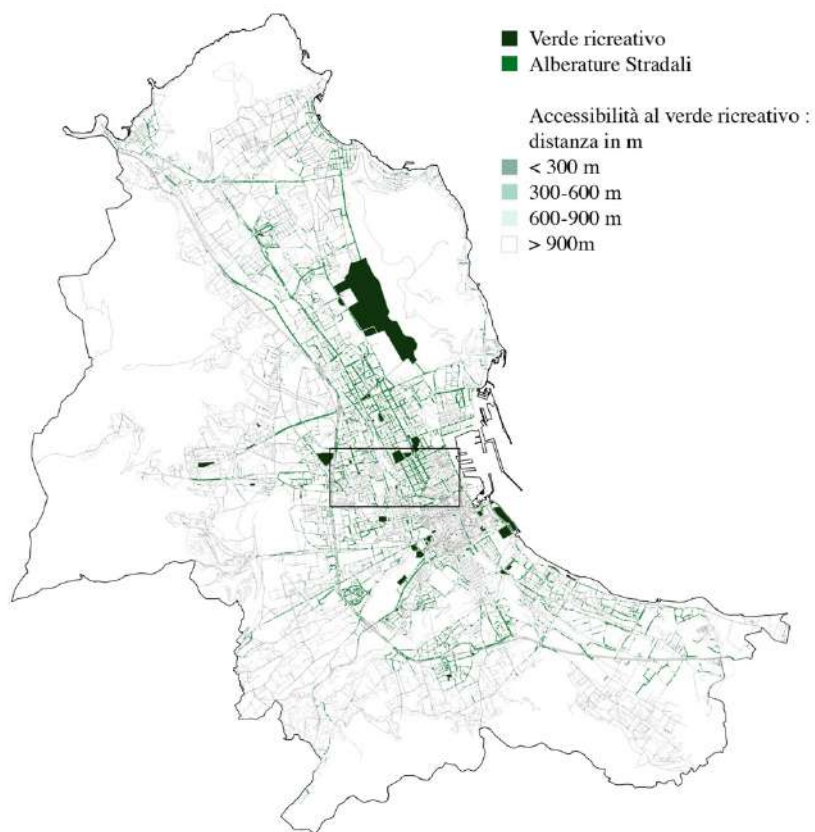 Verde ricreativo
Alberature Stradali
Accessibilità al verde ricreativo :
distanza in m
< 300 m
300-600 m
600-900 m
> 900m